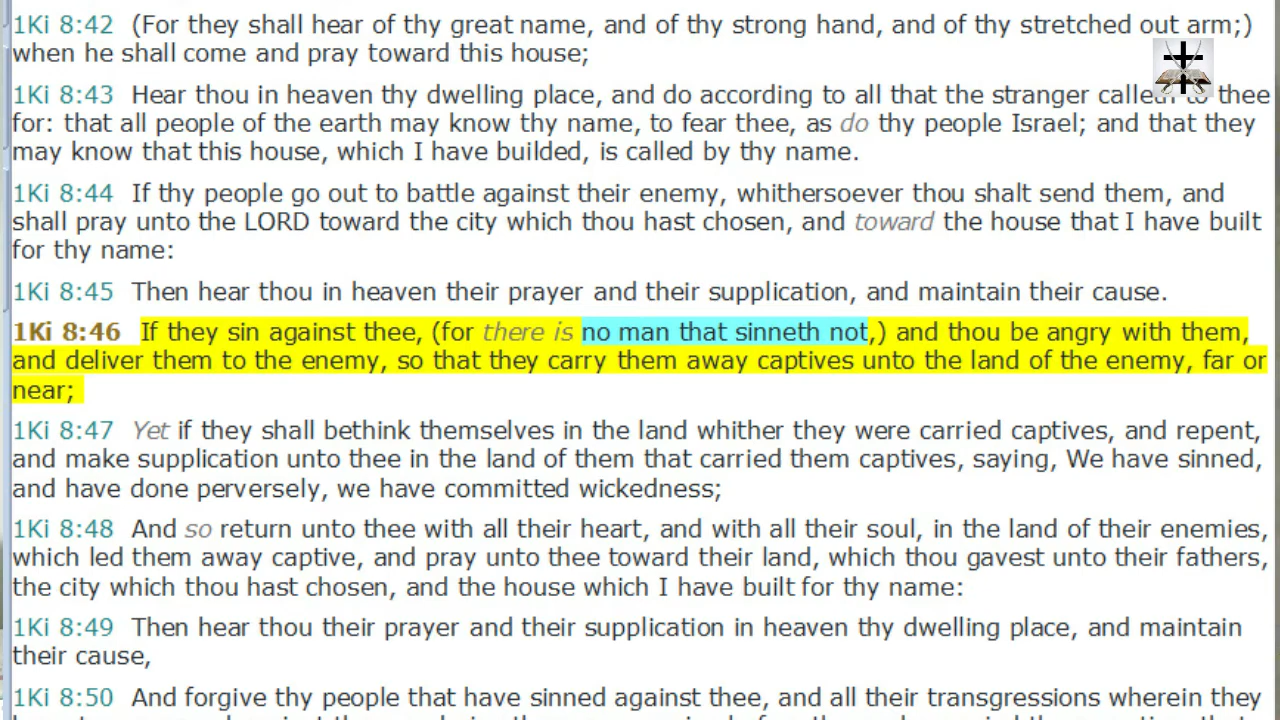 1Ki 8:42 (For they shall hear of thy great name, and of thy strong hand, and of thy stretched out arm;)
when he shall come and pray toward this house;
1Ki 8:43 Hear thou in heaven thy dwelling place, and do according to all that the stranger calleth to thee
for: that all people of the earth may know thy name, to fear thee, as do thy people Israel; and that they
may know that this house, which I have builded, is called by thy name.
1Ki 8:44 If thy people go out to battle against their enemy, whithersoever thou shalt send them, and
shall pray unto the LORD toward the city which thou hast chosen, and toward the house that I have built
for thy name:
1Ki 8:45 Then hear thou in heaven their prayer and their supplication, and maintain their cause.
1Ki 8:46 If they sin against thee, (for there is no man that sinneth not,) and thou be angry with them,
and deliver them to the enemy, so that they carry them away captives unto the land of the enemy, far or
near;
1Ki 8:47 Yet if they shall bethink themselves in the land whither they were carried captives, and repent,
and make supplication unto thee in the land of them that carried them captives, saying, We have sinned,
and have done perversely, we have committed wickedness;
1Ki 8:48 And so return unto thee with all their heart, and with all their soul, in the land of their enemies,
which led them away captive, and pray unto thee toward their land, which thou gavest unto their fathers,
the city which thou hast chosen, and the house which I have built for thy name:
1Ki 8:49 Then hear thou their prayer and their supplication in heaven thy dwelling place, and maintain
their cause,
1Ki 8:50 And forgive thy people that have sinned against thee, and all their transgressions wherein they